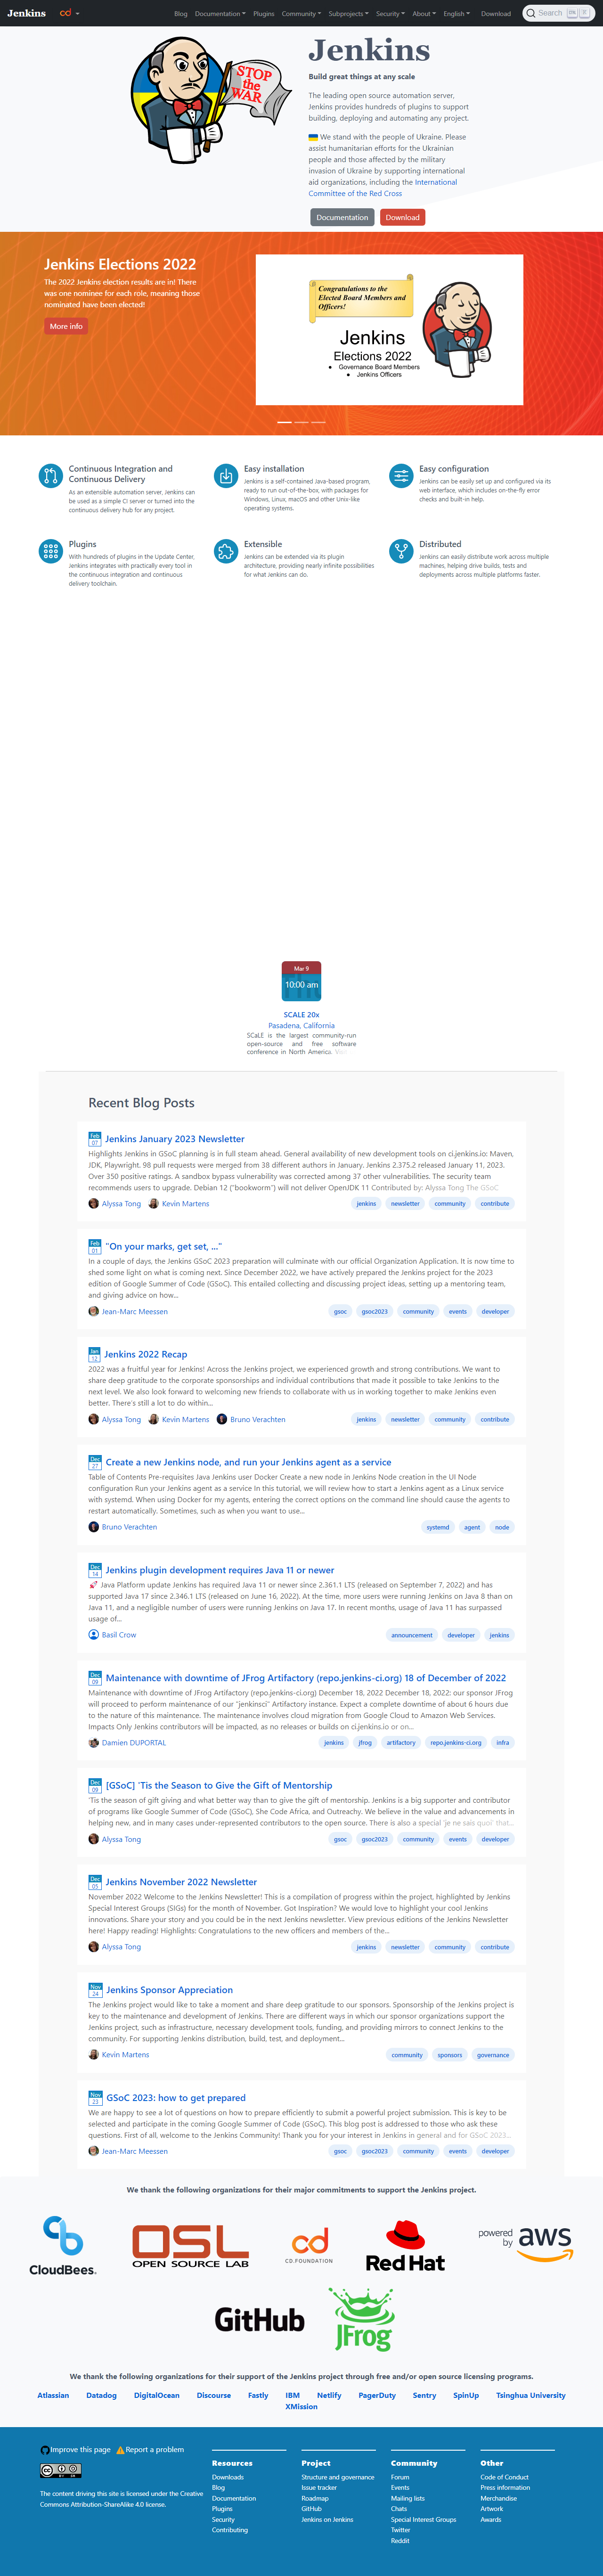 Jenkins
cd
Blog Documentation Plugins Community Subprojects Security About English Download
Search
STOP
the
WAR
Jenkins
Build great things at any scale
The leading open source automation server,
Jenkins provides hundreds of plugins to support
building, deploying and automating any project.
We stand with the people of Ukraine. Please
assist humanitarian efforts for the Ukrainian
people and those affected by the military
invasion of Ukraine by supporting international
aid organizations, including the International
Committee of the Red Cross
Documentation Download
Jenkins Elections 2022
The 2022 Jenkins election results are in! There
was one nominee for each role, meaning those
nominated have been elected!
More info
Congratulations to the
Elected Board Members and
Officers!
Jenkins
Elections 2022
● Governance Board Members
● Jenkins Officers
Continuous Integration and
Continuous Delivery
As an extensible automation server, Jenkins can
be used as a simple CI server or turned into the
continuous delivery hub for any project.
Easy installation
Jenkins is a self-contained Java-based program,
ready to run out-of-the-box, with packages for
Windows, Linux, macOS and other Unix-like
operating systems.
Easy configuration
Jenkins can be easily set up and configured via its
web interface, which includes on-the-fly error
checks and built-in help.
Plugins
With hundreds of plugins in the Update Center,
Jenkins integrates with practically every tool in
the continuous integration and continuous
delivery toolchain.
Extensible
Jenkins can be extended via its plugin
architecture, providing nearly infinite possibilities
for what Jenkins can do.
Distributed
Jenkins can easily distribute work across multiple
machines, helping drive builds, tests and
deployments across multiple platforms faster.
Mar 9
10:00 am
SCALE 20x
Pasadena, California
SCaLE is the largest community-run
open-source and free software
conference in North America.
Recent Blog Posts
Feb
07
Jenkins January 2023 Newsletter
Highlights Jenkins in GSoC planning is in full steam ahead. General availability of new development tools on ci.jenkins.io: Maven,
JDK, Playwright. 98 pull requests were merged from 38 different authors in January. Jenkins 2.375.2 released January 11, 2023.
Over 350 positive ratings. A sandbox bypass vulnerability was corrected among 37 other vulnerabilities. The security team
recommends users to upgrade. Debian 12 ("bookworm") will not deliver OpenJDK 11 Contributed by: Alyssa Tong The GSoC
Alyssa Tong Kevin Martens jenkins newsletter community contribute
Feb
01
"On your marks, get set, ..."
In a couple of days, the Jenkins GSoC 2023 preparation will culminate with our official Organization Application. It is now time to
shed some light on what is coming next. Since December 2022, we have actively prepared the Jenkins project for the 2023
edition of Google Summer of Code (GSoC). This entailed collecting and discussing project ideas, setting up a mentoring team,
and giving advice on how...
Jean-Marc Meessen gsoc gsoc2023 community events developer
Jan
12
Jenkins 2022 Recap
2022 was a fruitful year for Jenkins! Across the Jenkins project, we experienced growth and strong contributions. We want to
share deep gratitude to the corporate sponsorships and individual contributions that made it possible to take Jenkins to the
next level. We also look forward to welcoming new friends to collaborate with us in working together to make Jenkins even
better. There's still a lot to do within...
Alyssa Tong Kevin Martens Bruno Verachten jenkins newsletter community contribute
Dec
27
Create a new Jenkins node, and run your Jenkins agent as a service
Table of Contents Pre-requisites Java Jenkins user Docker Create a new node in Jenkins Node creation in the UI Node
configuration Run your Jenkins agent as a service In this tutorial, we will review how to start a Jenkins agent as a Linux service
with systemd. When using Docker for my agents, entering the correct options on the command line should cause the agents to
restart automatically. Sometimes, such as when you want to use...
Bruno Verachten systemd agent node
Dec
14
Jenkins plugin development requires Java 11 or newer
Java Platform update Jenkins has required Java 11 or newer since 2.361.1 LTS (released on September 7, 2022) and has
supported Java 17 since 2.346.1 LTS (released on June 16, 2022). At the time, more users were running Jenkins on Java 8 than on
Java 11, and a negligible number of users were running Jenkins on Java 17. In recent months, usage of Java 11 has surpassed
usage of...
Basil Crow announcement developer jenkins
Dec
09
Maintenance with downtime of JFrog Artifactory (repo.jenkins-ci.org) 18 of December of 2022
Maintenance with downtime of JFrog Artifactory (repo.jenkins-ci.org) December 18, 2022 December 18, 2022: our sponsor JFrog
will proceed to perform maintenance of our "jenkinsci" Artifactory instance. Expect a complete downtime of about 6 hours due
to the nature of this maintenance. The maintenance involves cloud migration from Google Cloud to Amazon Web Services.
Impacts Only Jenkins contributors will be impacted, as no releases or builds on ci.jenkins.io or on...
Damien DUPORTAL jenkins jfrog artifactory repo.jenkins-ci.org infra
Dec
09
[GSoC] 'Tis the Season to Give the Gift of Mentorship
'Tis the season of gift giving and what better way than to give the gift of mentorship. Jenkins is a big supporter and contributor
of programs like Google Summer of Code (GSoC), She Code Africa, and Outreachy. We believe in the value and advancements in
helping new, and in many cases under-represented contributors to the open source. There is also a special 'je ne sais quoi' that...
Alyssa Tong gsoc gsoc2023 community events developer
Dec
05
Jenkins November 2022 Newsletter
November 2022 Welcome to the Jenkins Newsletter! This is a compilation of progress within the project, highlighted by Jenkins
Special Interest Groups (SIGs) for the month of November. Got Inspiration? We would love to highlight your cool Jenkins
innovations. Share your story and you could be in the next Jenkins newsletter. View previous editions of the Jenkins Newsletter
here! Happy reading! Highlights: Congratulations to the new officers and members of the...
Alyssa Tong jenkins newsletter community contribute
Nov
24
Jenkins Sponsor Appreciation
The Jenkins project would like to take a moment and share deep gratitude to our sponsors. Sponsorship of the Jenkins project is
key to the maintenance and development of Jenkins. There are different ways in which our sponsor organizations support the
Jenkins project, such as infrastructure, necessary development tools, funding, and providing mirrors to connect Jenkins to the
community. For supporting Jenkins distribution, build, test, and deployment...
Kevin Martens community sponsors governance
Nov
23
GSoC 2023: how to get prepared
We are happy to see a lot of questions on how to prepare efficiently to submit a powerful project submission. This is key to be
selected and participate in the coming Google Summer of Code (GSoC). This blog post is addressed to those who ask these
questions. First of all, welcome to the Jenkins Community! Thank you for your interest in Jenkins in general and for GSoC 2023...
Jean-Marc Meessen gsoc gsoc2023 community events developer
We thank the following organizations for their major commitments to support the Jenkins project.
CloudBees.
OSL
OPEN SOURCE LAB
cd
CD.FOUNDATION
Red Hat
powered
by
aws
GitHub
JFrog
We thank the following organizations for their support of the Jenkins project through free and/or open source licensing programs.
Atlassian Datadog DigitalOcean Discourse Fastly IBM Netlify PagerDuty Sentry SpinUp Tsinghua University
XMission
Improve this page Report a problem
The content driving this site is licensed under the Creative
Commons Attribution-ShareAlike 4.0 license.
Resources
Downloads
Blog
Documentation
Plugins
Security
Contributing
Project
Structure and governance
Issue tracker
Roadmap
GitHub
Jenkins on Jenkins
Community
Forum
Events
Mailing lists
Chats
Special Interest Groups
Twitter
Reddit
Other
Code of Conduct
Press information
Merchandise
Artwork
Awards